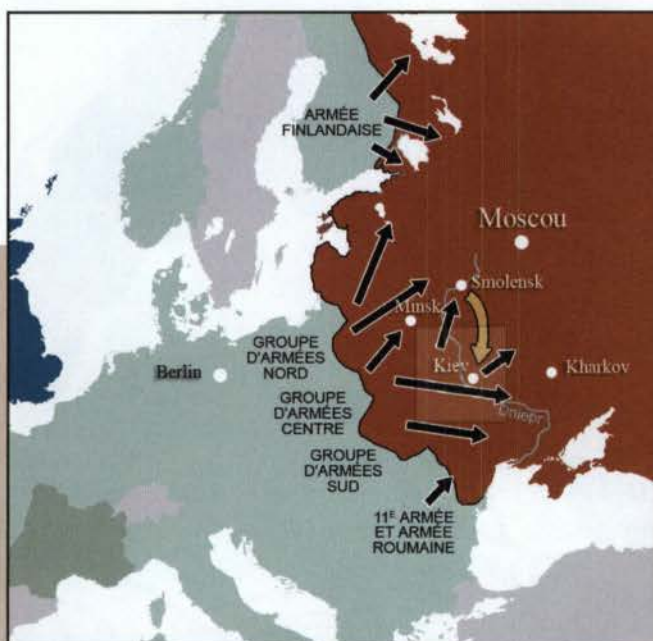 ARMÉE
FINLANDAISE
Moscou
Smolensk
Minsk
GROUPE
D'ARMÉES
NORD
Berlin
Kiev
Kharkov
GROUPE
D'ARMÉES
CENTRE
Dniepr
GROUPE
D'ARMÉES
SUD
11E ARMÉE
ET ARMÉE
ROUMAINE